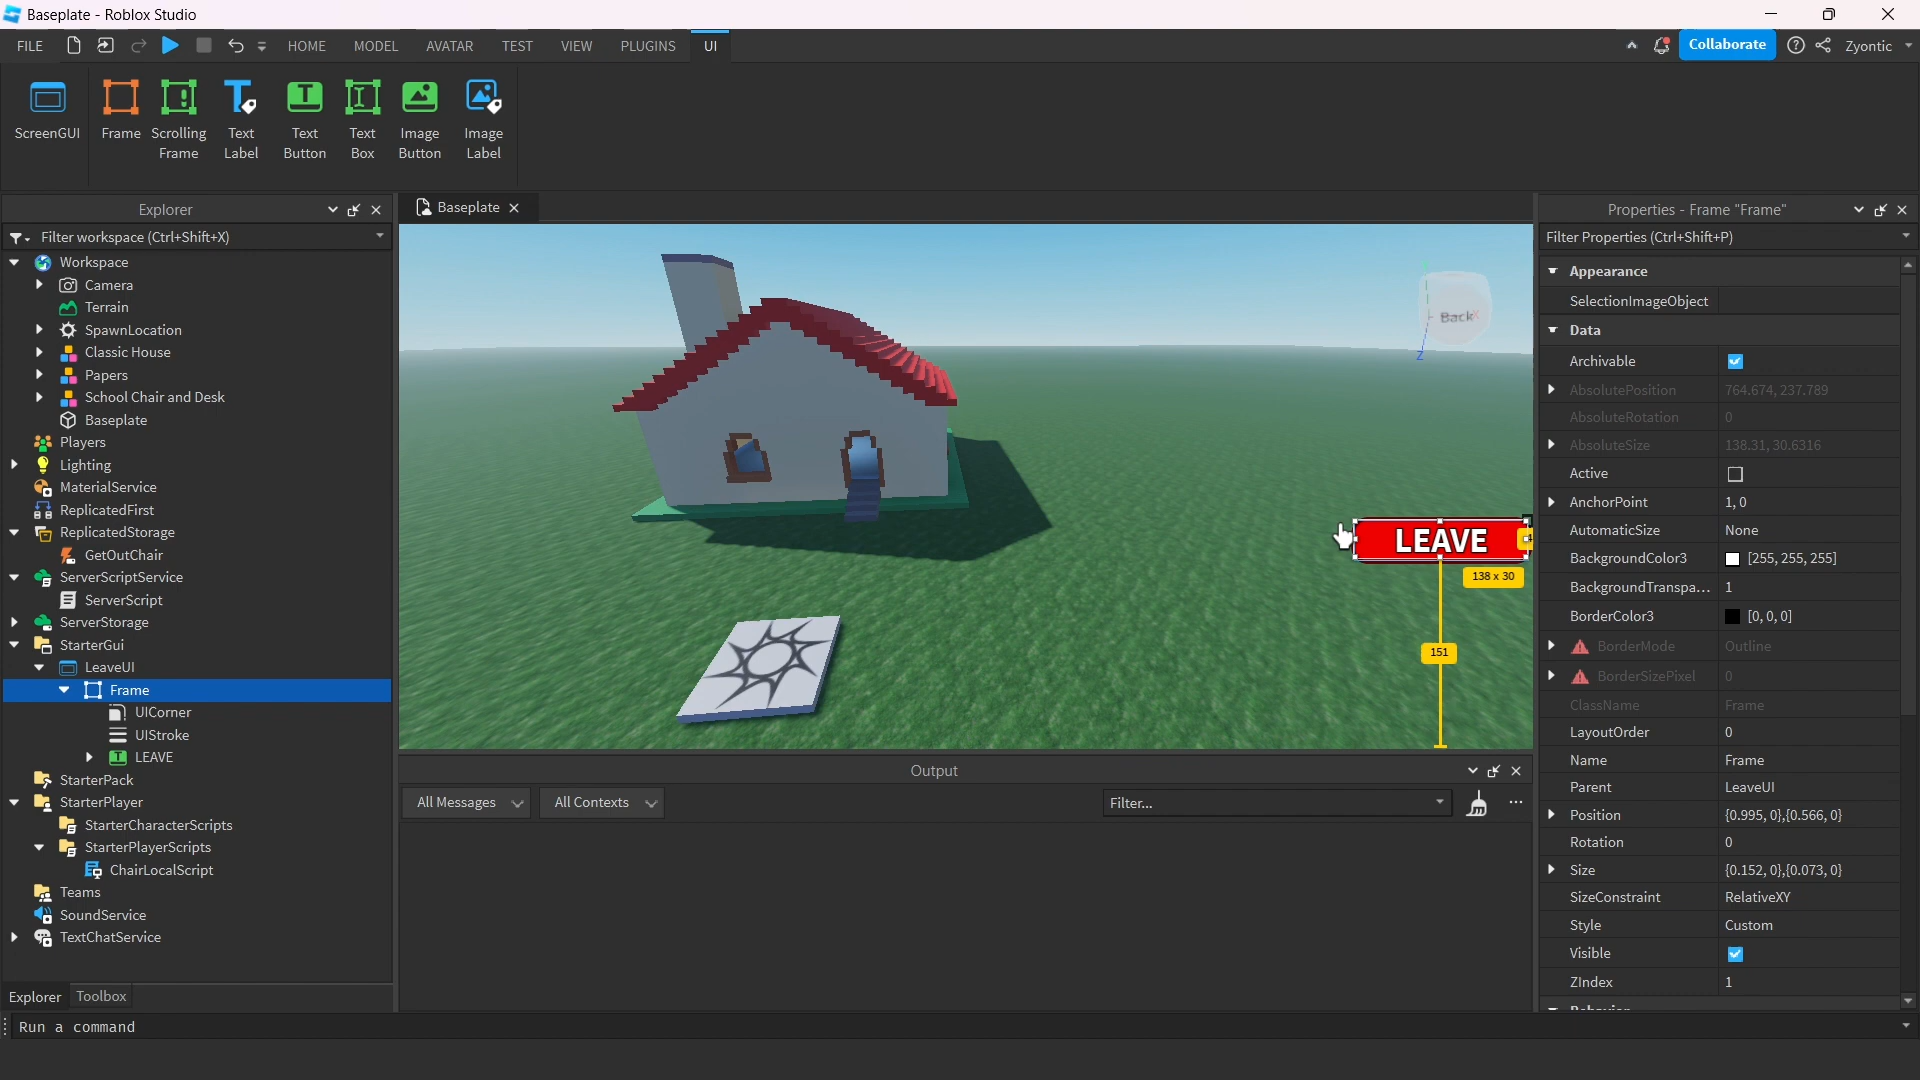 Baseplate - Roblox Studio
FILE
HOME
MODEL
AVATAR
TEST
VIEW
PLUGINS
UI
Collaborate
Zyontic
ScreenGUI
Frame
Scrolling
Frame
Text
Label
Text
Button
Text
Box
Image
Button
Image
Label
Explorer
Filter workspace (Ctrl+Shift+X)
Workspace
Camera
Terrain
SpawnLocation
Classic House
Papers
School Chair and Desk
Baseplate
Players
Lighting
MaterialService
ReplicatedFirst
ReplicatedStorage
GetOutChair
ServerScriptService
ServerScript
ServerStorage
StarterGui
LeaveUI
Frame
UICorner
UIStroke
LEAVE
StarterPack
StarterPlayer
StarterCharacterScripts
StarterPlayerScripts
ChairLocalScript
Teams
SoundService
TextChatService
Explorer
Toolbox
Run a command
Baseplate
Back
X
Z
LEAVE
138 x 30
151
Output
All Messages
All Contexts
Filter...
Properties - Frame "Frame"
Filter Properties (Ctrl+Shift+P)
Appearance
SelectionImageObject
Data
Archivable
AbsolutePosition 764.674, 237.789
AbsoluteRotation 0
AbsoluteSize 138.31, 30.6316
Active
AnchorPoint 1, 0
AutomaticSize None
BackgroundColor3 [255, 255, 255]
BackgroundTranspa... 1
BorderColor3 [0, 0, 0]
BorderMode Outline
BorderSizePixel 0
ClassName Frame
LayoutOrder 0
Name Frame
Parent LeaveUI
Position {0.995, 0},{0.566, 0}
Rotation 0
Size {0.152, 0},{0.073, 0}
SizeConstraint RelativeXY
Style Custom
Visible
ZIndex 1